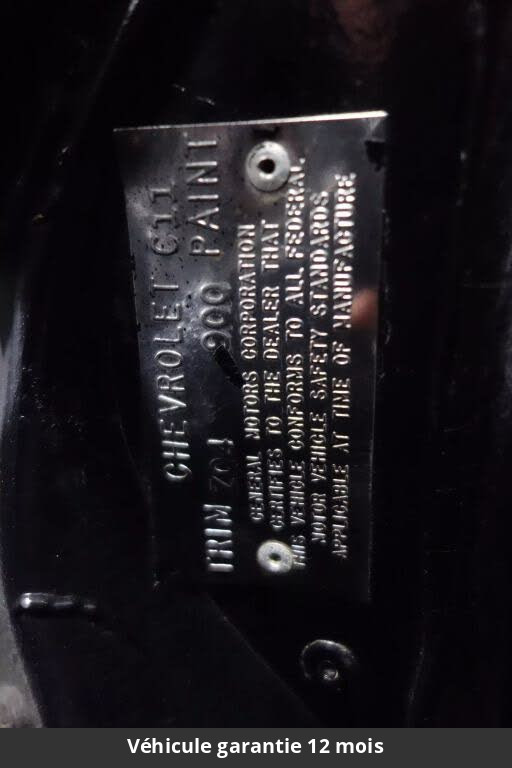 CHEVROLET C11
TRIM Z04 900 PAINT
GENERAL MOTORS CORPORATION
CERTIFIES TO THE DEALER THAT
THIS VEHICLE CONFORMS TO ALL FEDERAL
MOTOR VEHICLE SAFETY STANDARDS
APPLICABLE AT TIME OF MANUFACTURE
Véhicule garantie 12 mois